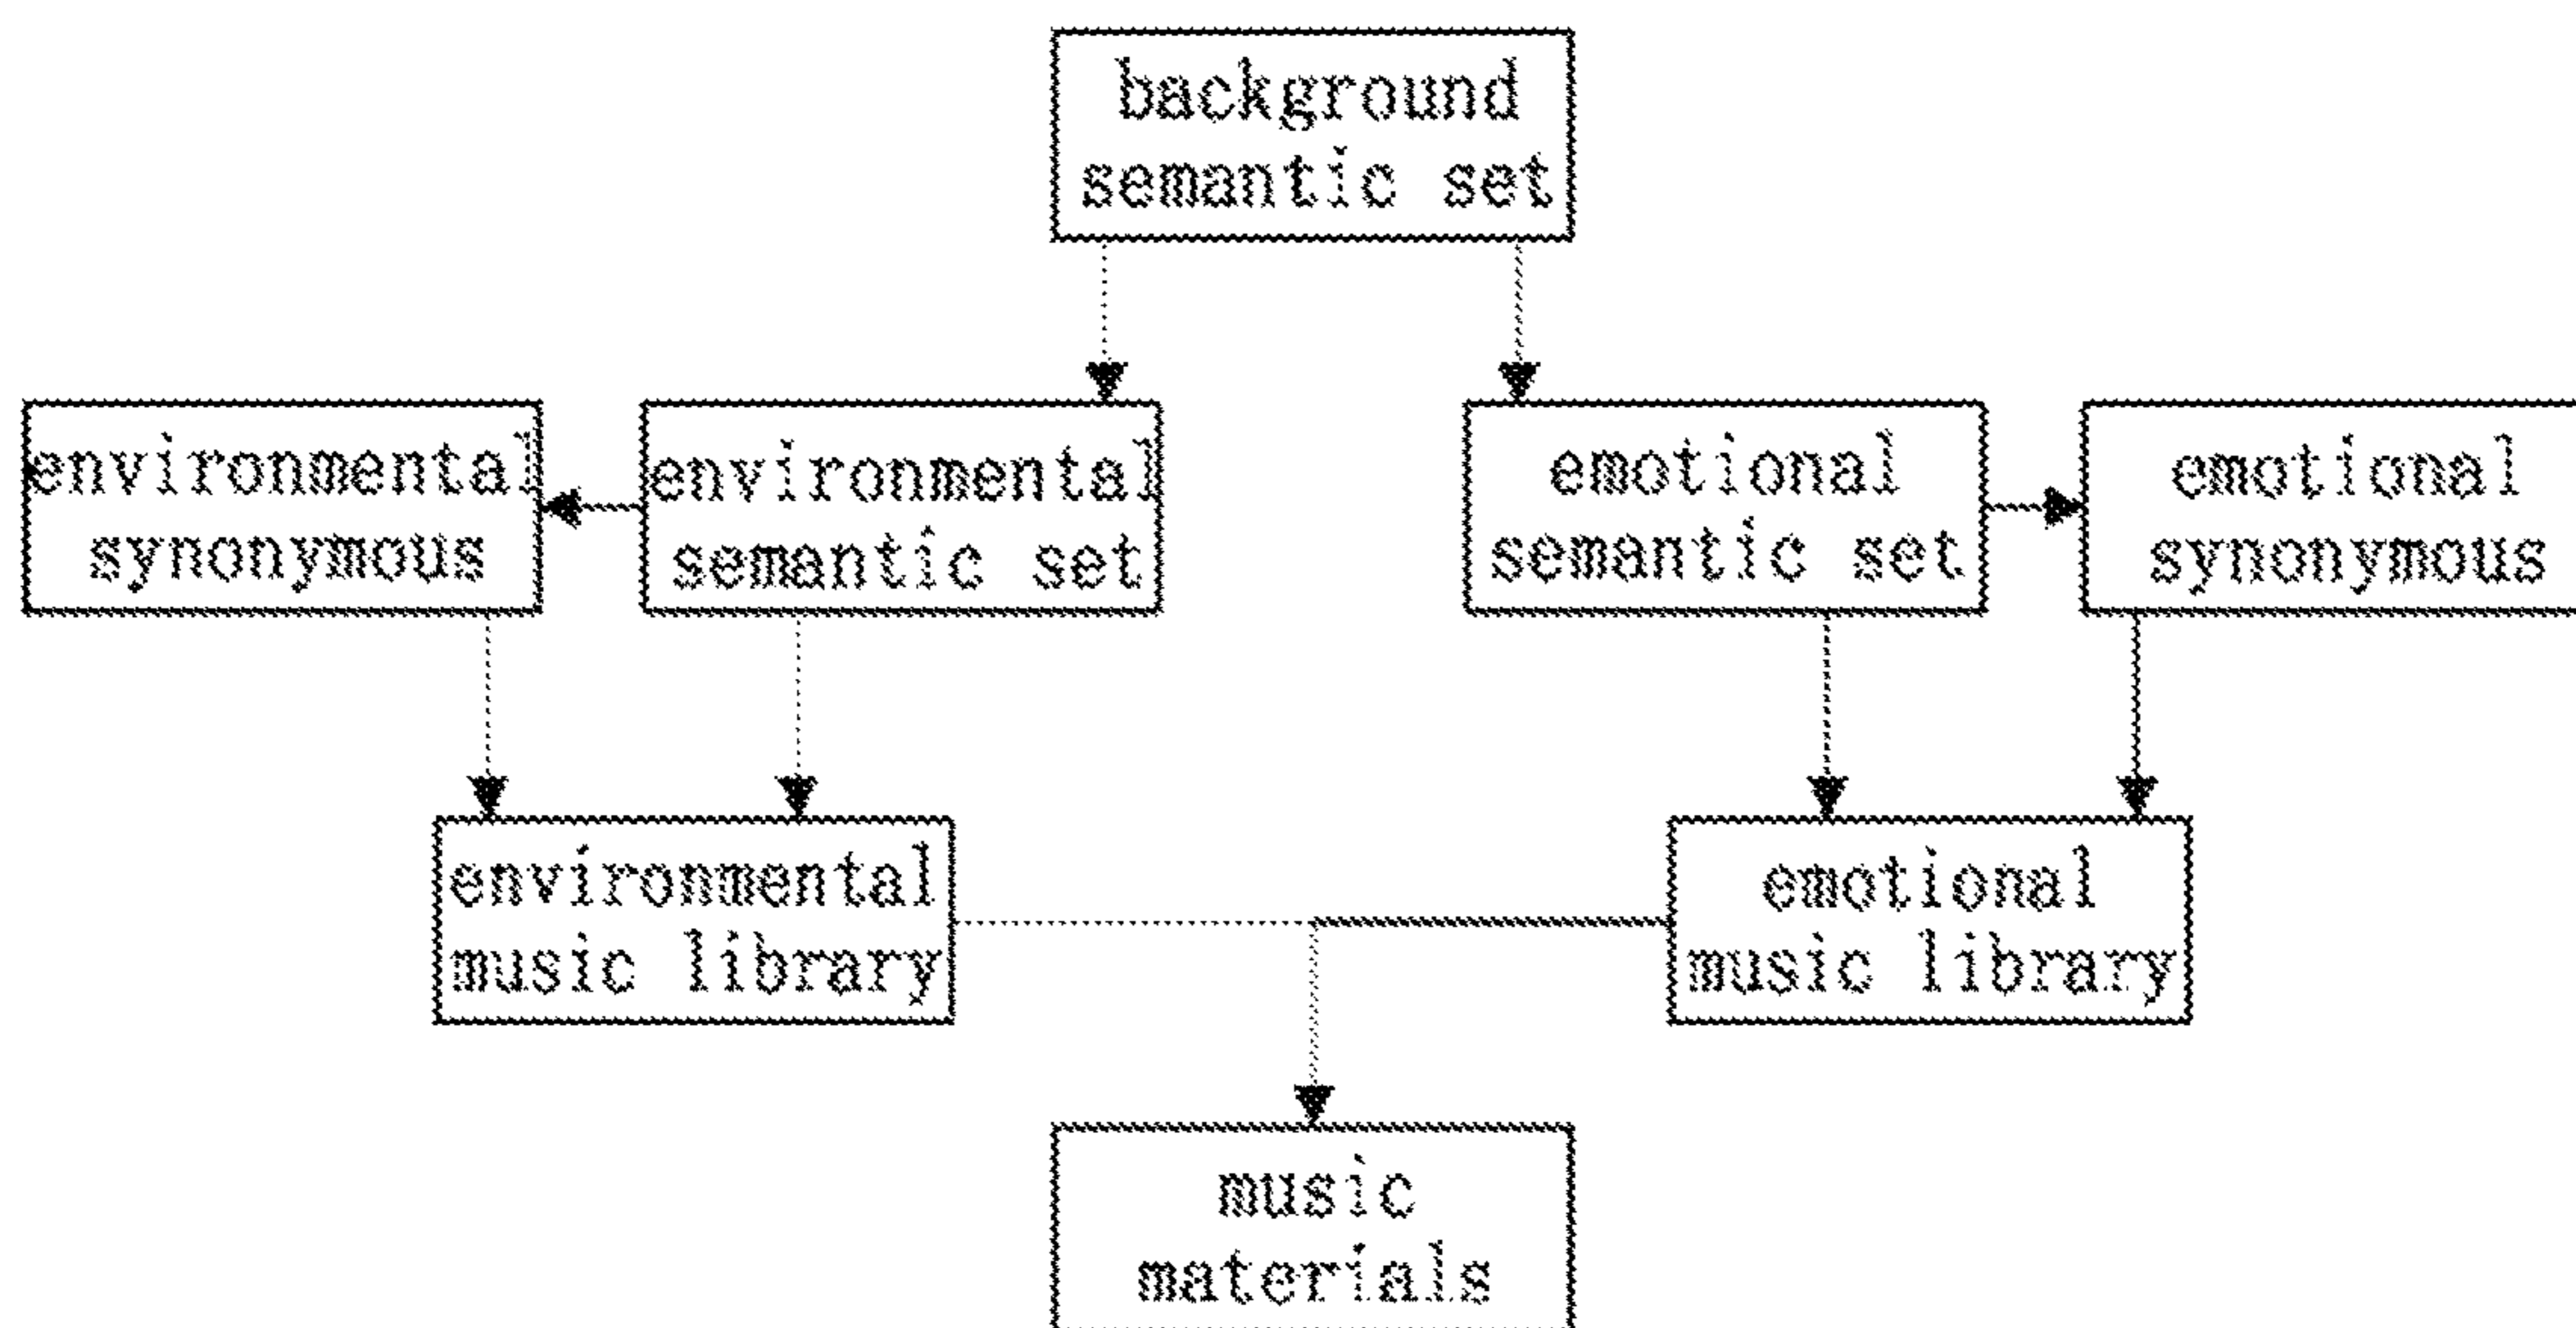 background
semantic set
environmental
synonymous
environmental
semantic set
emotional
semantic set
emotional
synonymous
environmental
music library
emotional
music library
music
materials